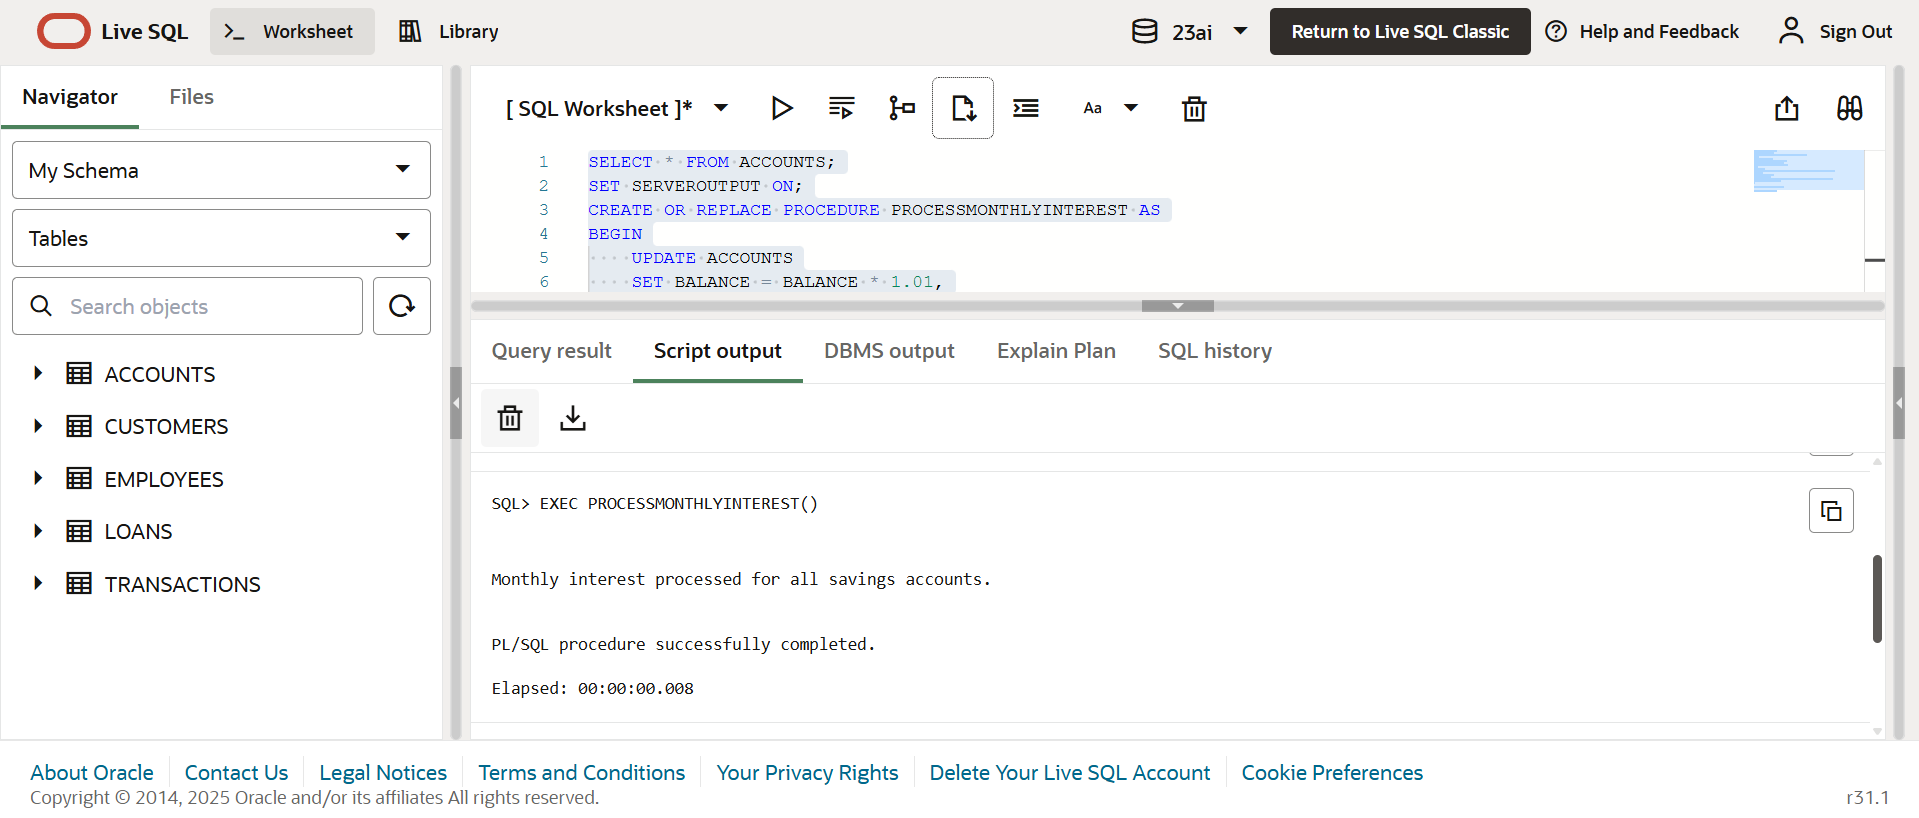 Live SQL
Worksheet
Library
23ai
Return to Live SQL Classic
Help and Feedback
Sign Out
Navigator
Files
My Schema
Tables
Search objects
ACCOUNTS
CUSTOMERS
EMPLOYEES
LOANS
TRANSACTIONS
[ SQL Worksheet ]*
Aa
1 SELECT * FROM ACCOUNTS;
2 SET SERVEROUTPUT ON;
3 CREATE OR REPLACE PROCEDURE PROCESSMONTHLYINTEREST AS
4 BEGIN
5     UPDATE ACCOUNTS
6     SET BALANCE = BALANCE * 1.01,
Query result
Script output
DBMS output
Explain Plan
SQL history
SQL> EXEC PROCESSMONTHLYINTEREST()
Monthly interest processed for all savings accounts.
PL/SQL procedure successfully completed.
Elapsed: 00:00:00.008
About Oracle
Contact Us
Legal Notices
Terms and Conditions
Your Privacy Rights
Delete Your Live SQL Account
Cookie Preferences
Copyright © 2014, 2025 Oracle and/or its affiliates All rights reserved.
r31.1